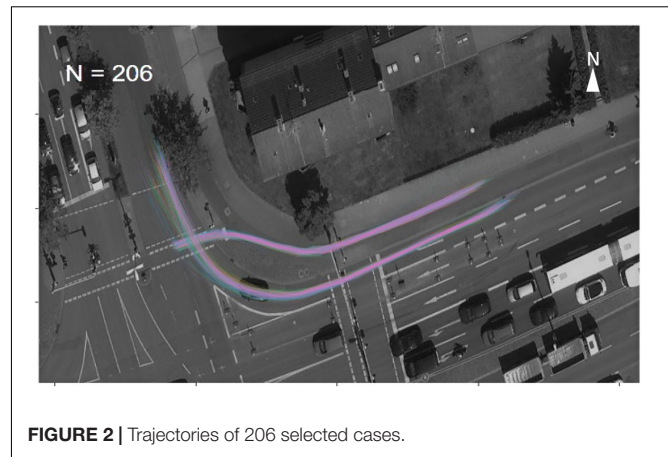 N = 206
N
FIGURE 2 | Trajectories of 206 selected cases.